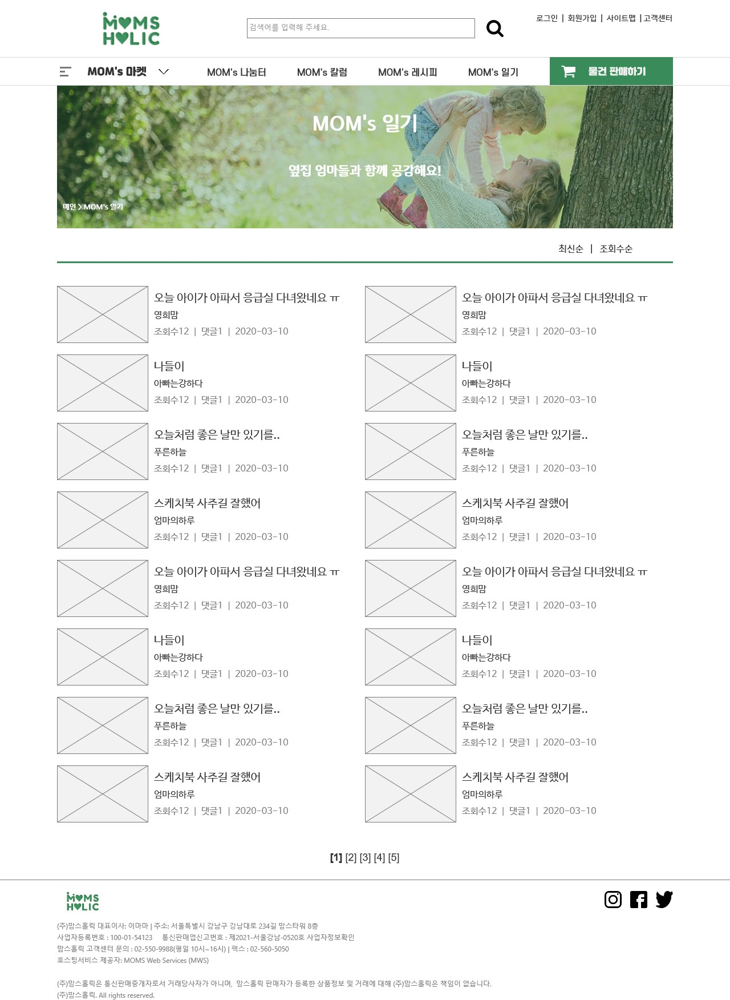 MOMS
HOLIC
검색어를 입력해 주세요.
로그인 | 회원가입 | 사이트맵 | 고객센터
MOM's 마켓
MOM's 나눔터
MOM's 칼럼
MOM's 레시피
MOM's 일기
물건 판매하기
MOM's 일기
옆집 엄마들과 함께 공감해요!
메인 > MOM's 일기
최신순 | 조회수순
오늘 아이가 아파서 응급실 다녀왔네요 ㅠ
영희맘
조회수12 | 댓글1 | 2020-03-10
오늘 아이가 아파서 응급실 다녀왔네요 ㅠ
영희맘
조회수12 | 댓글1 | 2020-03-10
나들이
아빠는강하다
조회수12 | 댓글1 | 2020-03-10
나들이
아빠는강하다
조회수12 | 댓글1 | 2020-03-10
오늘처럼 좋은 날만 있기를..
푸른하늘
조회수12 | 댓글1 | 2020-03-10
오늘처럼 좋은 날만 있기를..
푸른하늘
조회수12 | 댓글1 | 2020-03-10
스케치북 사주길 잘했어
엄마의하루
조회수12 | 댓글1 | 2020-03-10
스케치북 사주길 잘했어
엄마의하루
조회수12 | 댓글1 | 2020-03-10
오늘 아이가 아파서 응급실 다녀왔네요 ㅠ
영희맘
조회수12 | 댓글1 | 2020-03-10
오늘 아이가 아파서 응급실 다녀왔네요 ㅠ
영희맘
조회수12 | 댓글1 | 2020-03-10
나들이
아빠는강하다
조회수12 | 댓글1 | 2020-03-10
나들이
아빠는강하다
조회수12 | 댓글1 | 2020-03-10
오늘처럼 좋은 날만 있기를..
푸른하늘
조회수12 | 댓글1 | 2020-03-10
오늘처럼 좋은 날만 있기를..
푸른하늘
조회수12 | 댓글1 | 2020-03-10
스케치북 사주길 잘했어
엄마의하루
조회수12 | 댓글1 | 2020-03-10
스케치북 사주길 잘했어
엄마의하루
조회수12 | 댓글1 | 2020-03-10
[1] [2] [3] [4] [5]
MOMS
HOLIC
(주)맘스홀릭 대표이사: 이마마 | 주소: 서울특별시 강남구 강남대로 234길 맘스타워 8층
사업자등록번호 : 100-01-54123 통신판매업신고번호 : 제2021-서울강남-0520호 사업자정보확인
맘스홀릭 고객센터 문의 : 02-550-9988(평일 10시~16시) | 팩스 : 02-560-5050
호스팅서비스 제공자: MOMS Web Services (MWS)
(주)맘스홀릭은 통신판매중개자로서 거래당사자가 아니며, 맘스홀릭 판매자가 등록한 상품정보 및 거래에 대해 (주)맘스홀릭은 책임이 없습니다.
(주)맘스홀릭. All rights reserved.